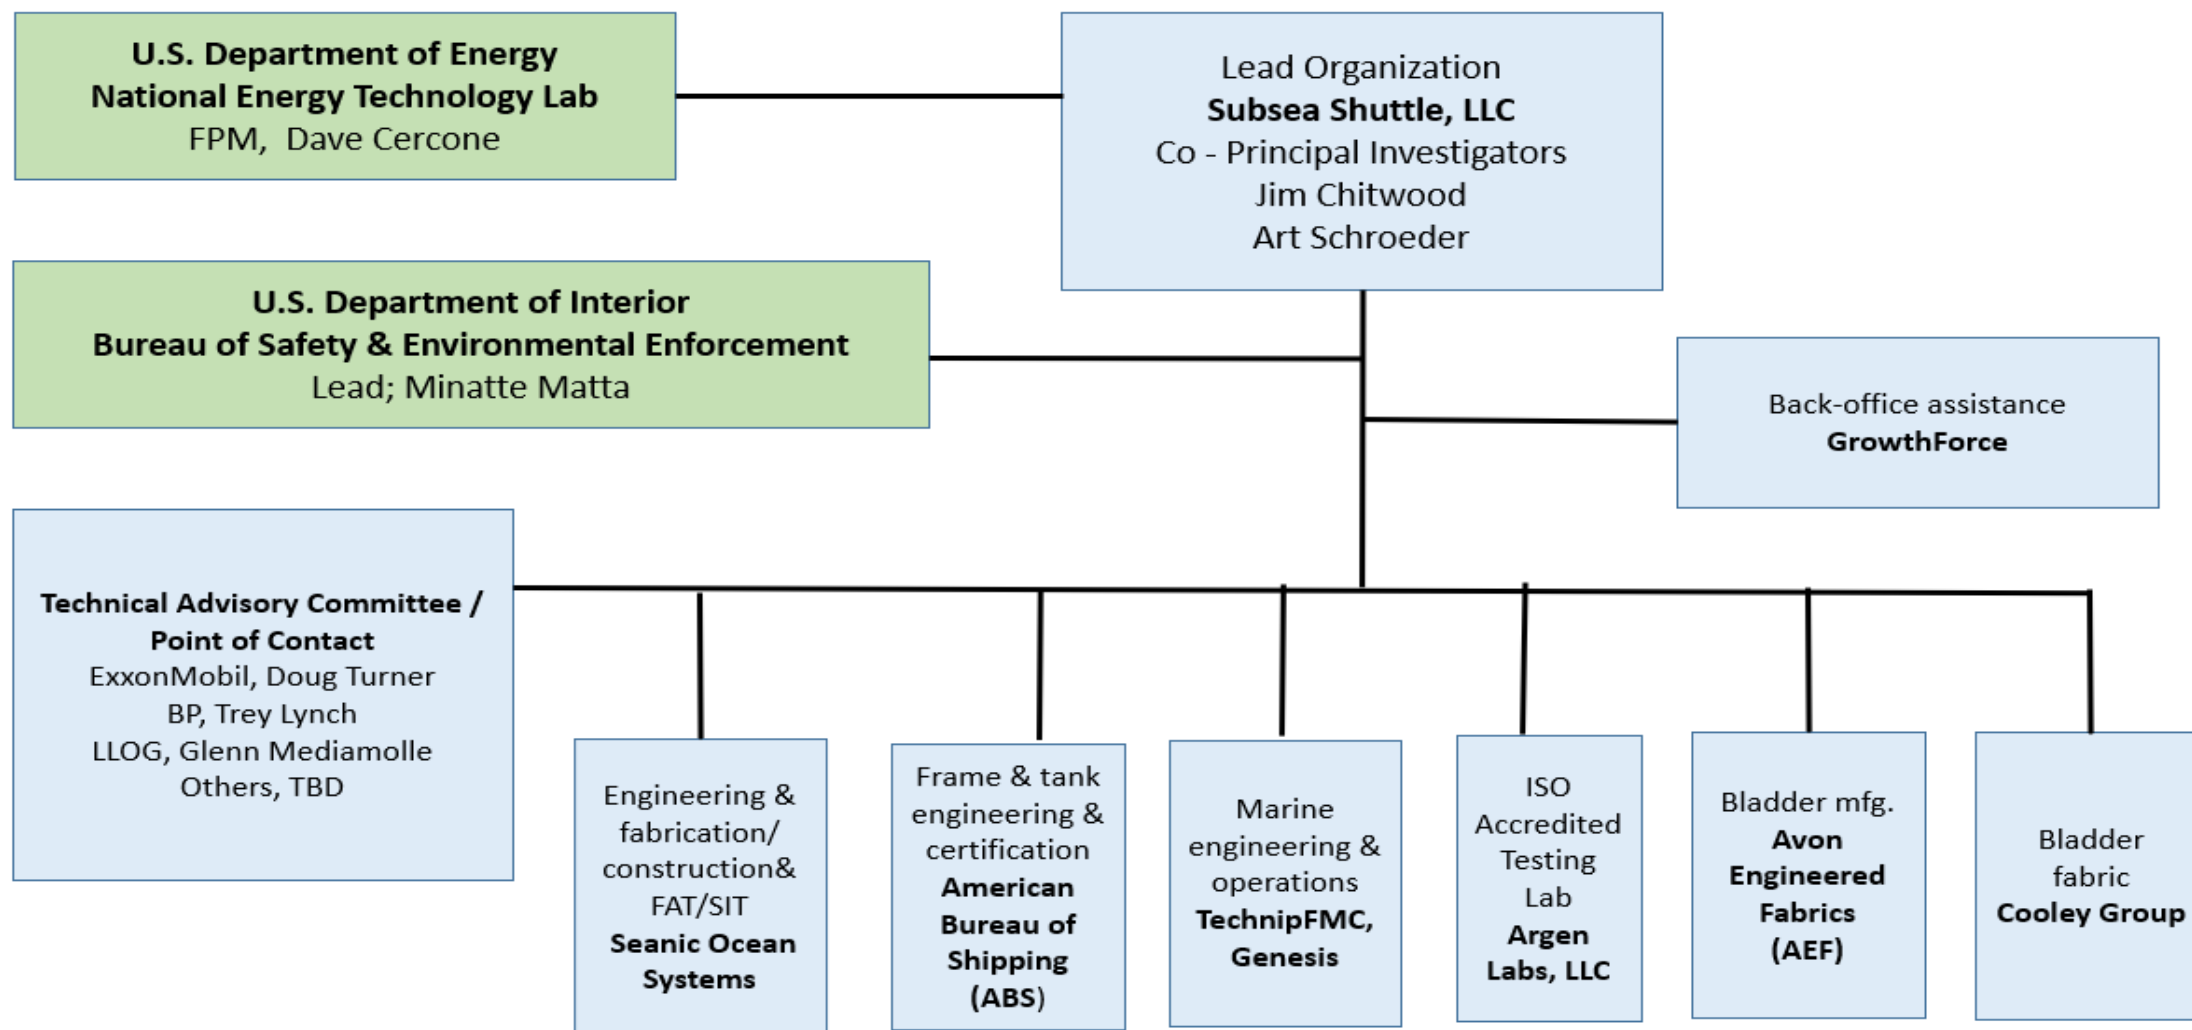 U.S. Department of Energy
National Energy Technology Lab
FPM, Dave Cercone
Lead Organization
Subsea Shuttle, LLC
Co - Principal Investigators
Jim Chitwood
Art Schroeder
U.S. Department of Interior
Bureau of Safety & Environmental Enforcement
Lead; Minatte Matta
Back-office assistance
GrowthForce
Technical Advisory Committee /
Point of Contact
ExxonMobil, Doug Turner
BP, Trey Lynch
LLOG, Glenn Mediamolle
Others, TBD
Engineering &
fabrication/
construction&
FAT/SIT
Seanic Ocean
Systems
Frame & tank
engineering &
certification
American
Bureau of
Shipping
(ABS)
Marine
engineering &
operations
TechnipFMC,
Genesis
ISO
Accredited
Testing
Lab
Argen
Labs, LLC
Bladder mfg.
Avon
Engineered
Fabrics
(AEF)
Bladder
fabric
Cooley Group